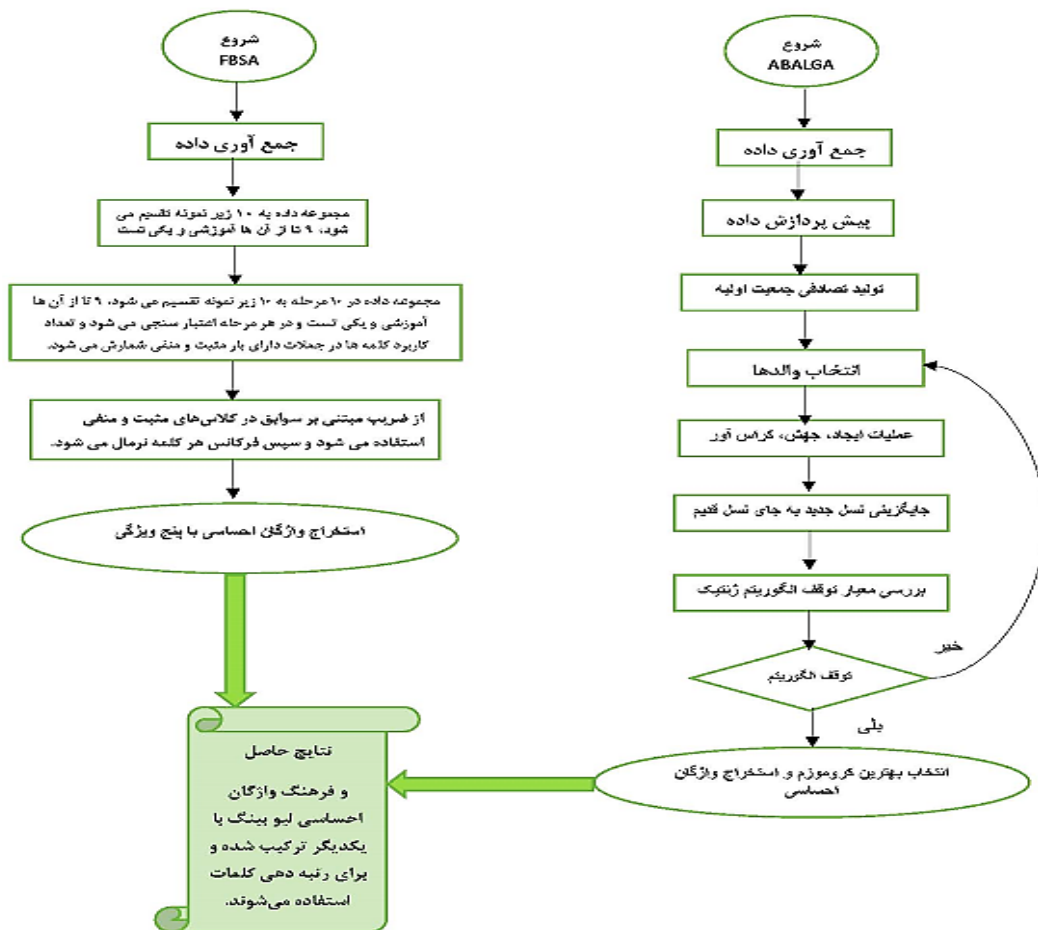 شروع
FBSA
جمع آوری داده
مجموعه داده به ۱۰ زیر نمونه تقسیم می
شود، ۹ تا از آن ها آموزشی و یکی تست
مجموعه داده در ۱۰ مرحله به ۱۰ زیر نمونه تقسیم می شود، ۹ تا از آن ها
آموزشی و یکی تست و در هر مرحله اعتبار سنجی می شود و تعداد
کاربرد کلمه ها در جملات دارای بار مثبت و منفی شمارش می شود.
از ضریب مبتنی بر سوابق در کلاس‌های مثبت و منفی
استفاده می شود و سپس فرکانس هر کلمه نرمال می شود.
استخراج واژگان احساسی با پنج ویژگی
شروع
ABALGA
جمع آوری داده
پیش پردازش داده
تولید تصادفی جمعیت اولیه
انتخاب والدها
عملیات ایجاد، جهش، کراس آور
جایگزینی نسل جدید به جای نسل قدیم
بررسی معیار توقف الگوریتم ژنتیک
توقف الگوریتم
خیر
بلی
انتخاب بهترین کروموزم و استخراج واژگان
احساسی
نتایج حاصل
و فرهنگ واژگان
احساسی لیو بینگ با
یکدیگر ترکیب شده و
برای رتبه دهی کلمات
استفاده می‌شوند.